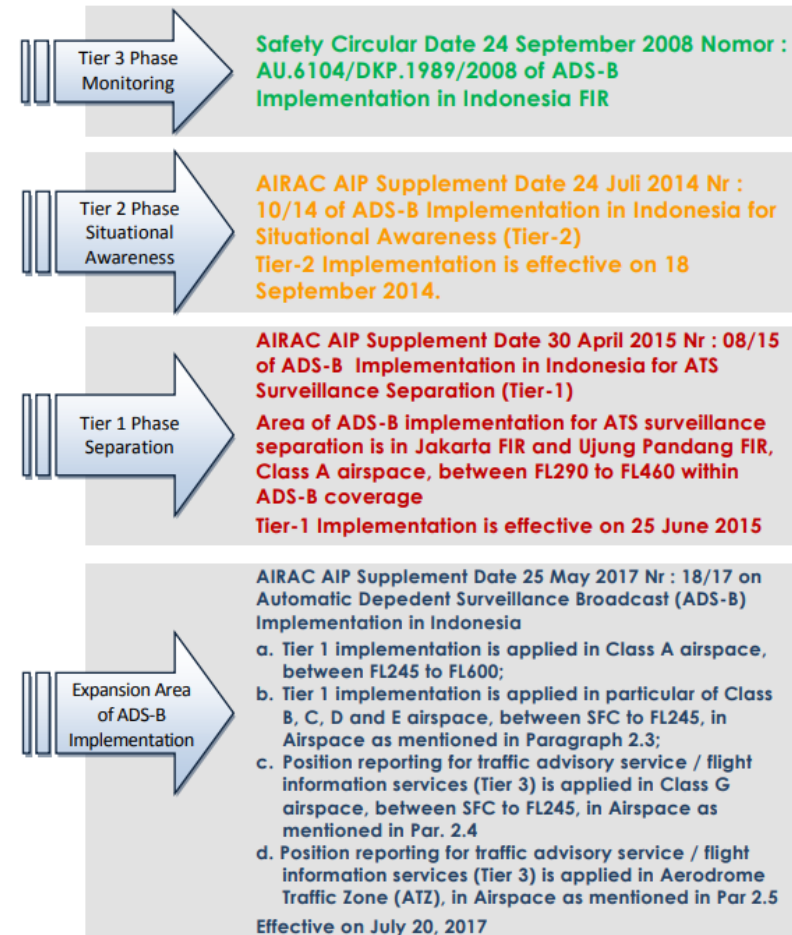 Tier 3 Phase
Monitoring
Safety Circular Date 24 September 2008 Nomor :
AU.6104/DKP.1989/2008 of ADS-B
Implementation in Indonesia FIR
Tier 2 Phase
Situational
Awareness
AIRAC AIP Supplement Date 24 Juli 2014 Nr :
10/14 of ADS-B Implementation in Indonesia for
Situational Awareness (Tier-2)
Tier-2 Implementation is effective on 18
September 2014.
Tier 1 Phase
Separation
AIRAC AIP Supplement Date 30 April 2015 Nr : 08/15
of ADS-B Implementation in Indonesia for ATS
Surveillance Separation (Tier-1)
Area of ADS-B implementation for ATS surveillance
separation is in Jakarta FIR and Ujung Pandang FIR,
Class A airspace, between FL290 to FL460 within
ADS-B coverage
Tier-1 Implementation is effective on 25 June 2015
Expansion Area
of ADS-B
Implementation
AIRAC AIP Supplement Date 25 May 2017 Nr : 18/17 on
Automatic Depedent Surveillance Broadcast (ADS-B)
Implementation in Indonesia
a. Tier 1 implementation is applied in Class A airspace,
between FL245 to FL600;
b. Tier 1 implementation is applied in particular of Class
B, C, D and E airspace, between SFC to FL245, in
Airspace as mentioned in Paragraph 2.3;
c. Position reporting for traffic advisory service / flight
information services (Tier 3) is applied in Class G
airspace, between SFC to FL245, in Airspace as
mentioned in Par. 2.4
d. Position reporting for traffic advisory service / flight
information services (Tier 3) is applied in Aerodrome
Traffic Zone (ATZ), in Airspace as mentioned in Par 2.5
Effective on July 20, 2017